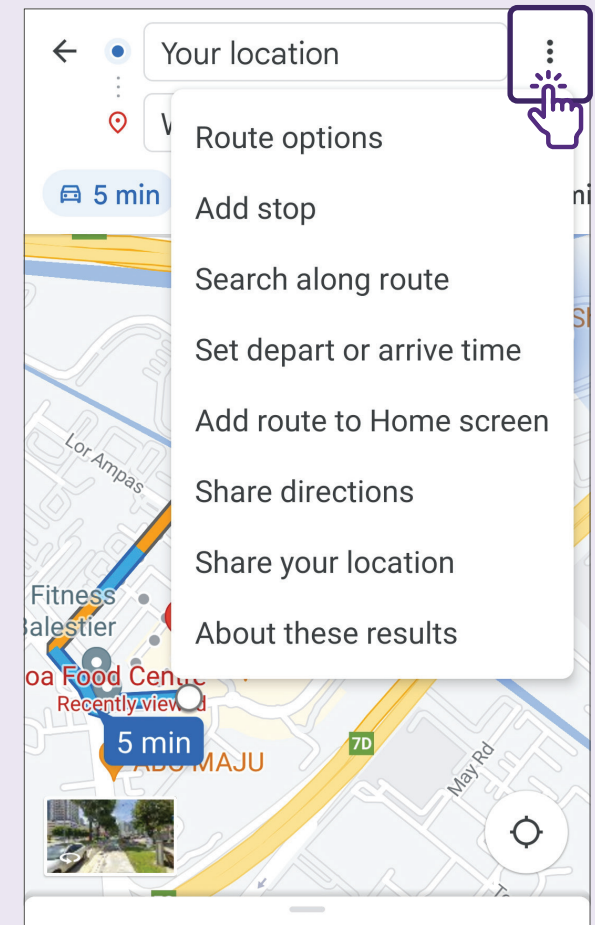 Your location
Route options
5 min
Add stop
Search along route
Set depart or arrive time
Add route to Home screen
Lor Ampas
Share directions
Share your location
Fitness
About these results
oa Food Centre
Recently viewed
5 min
7D
MAJU
May Rd